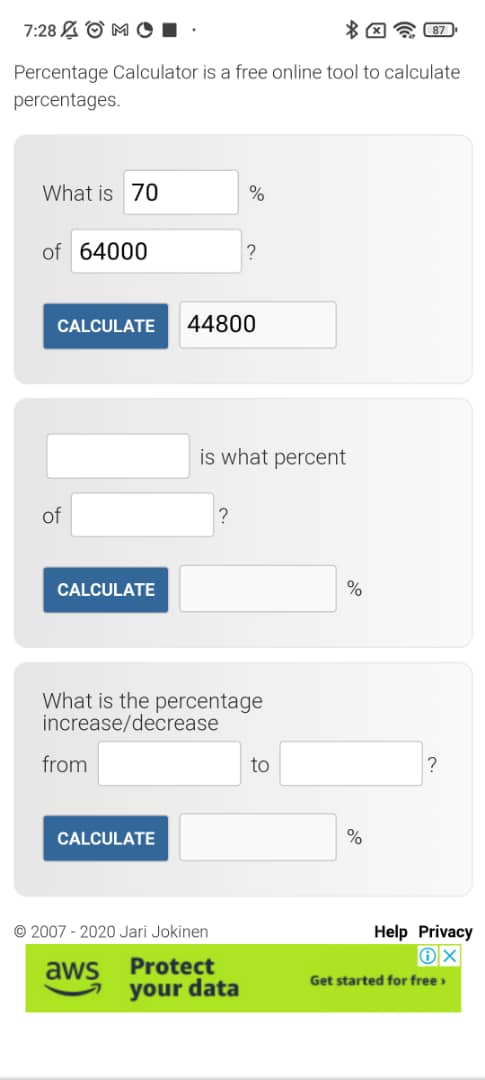 7:28
87
Percentage Calculator is a free online tool to calculate
percentages.
What is 70 %
of 64000 ?
CALCULATE 44800
is what percent
of ?
CALCULATE %
What is the percentage
increase/decrease
from to ?
CALCULATE %
© 2007 - 2020 Jari Jokinen Help Privacy
aws Protect
your data
Get started for free ›